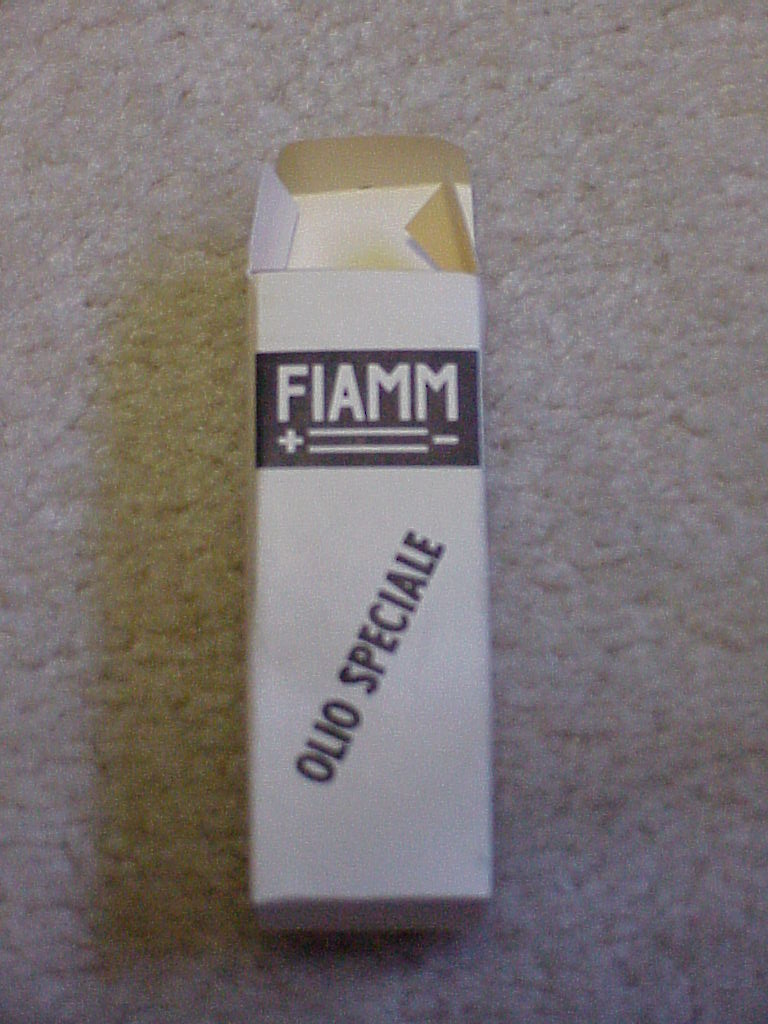 FIAMM
+ −
OLIO SPECIALE